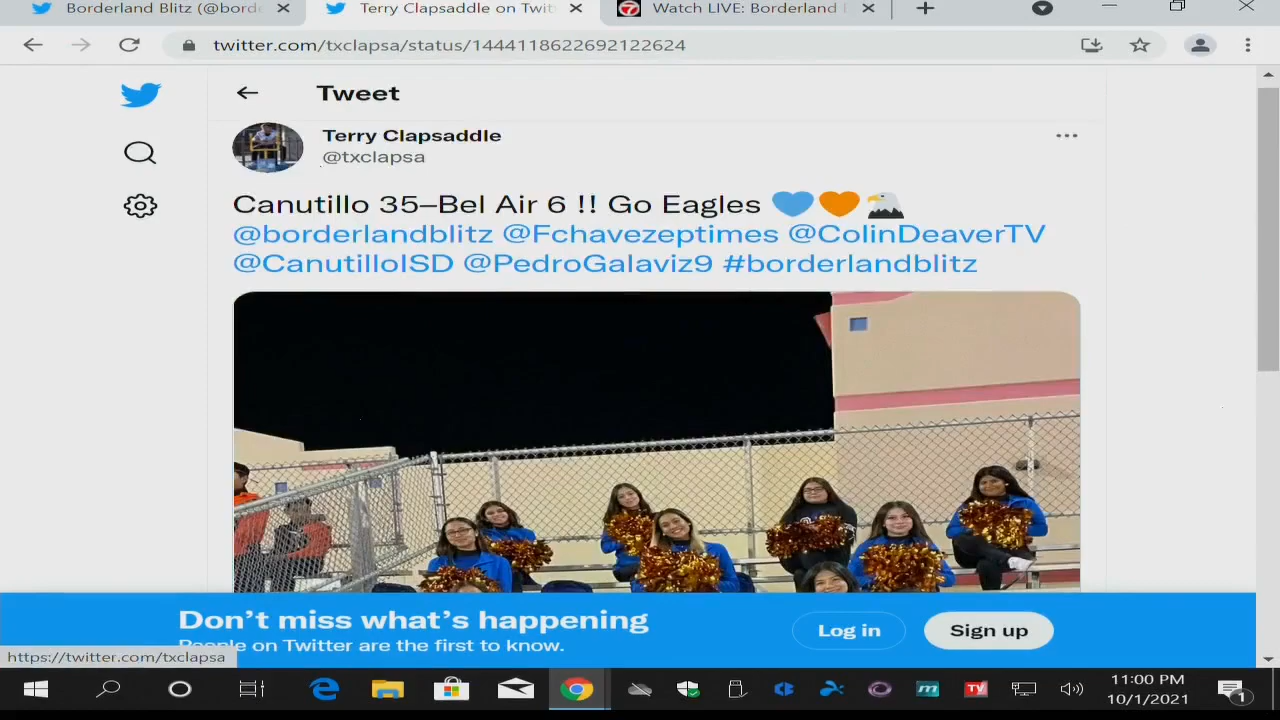 Borderland Blitz (@borde
Terry Clapsaddle on Twit
Watch LIVE: Borderland
twitter.com/txclapsa/status/1444118622692122624
Tweet
Terry Clapsaddle
@txclapsa
Canutillo 35–Bel Air 6 !! Go Eagles 💙🧡🦅
@borderlandblitz @Fchavezeptimes @ColinDeaverTV
@CanutilloISD @PedroGalaviz9 #borderlandblitz
Don't miss what's happening
Log in
Sign up
People on Twitter are the first to know.
https://twitter.com/txclapsa
m
TY
11:00 PM
10/1/2021
1